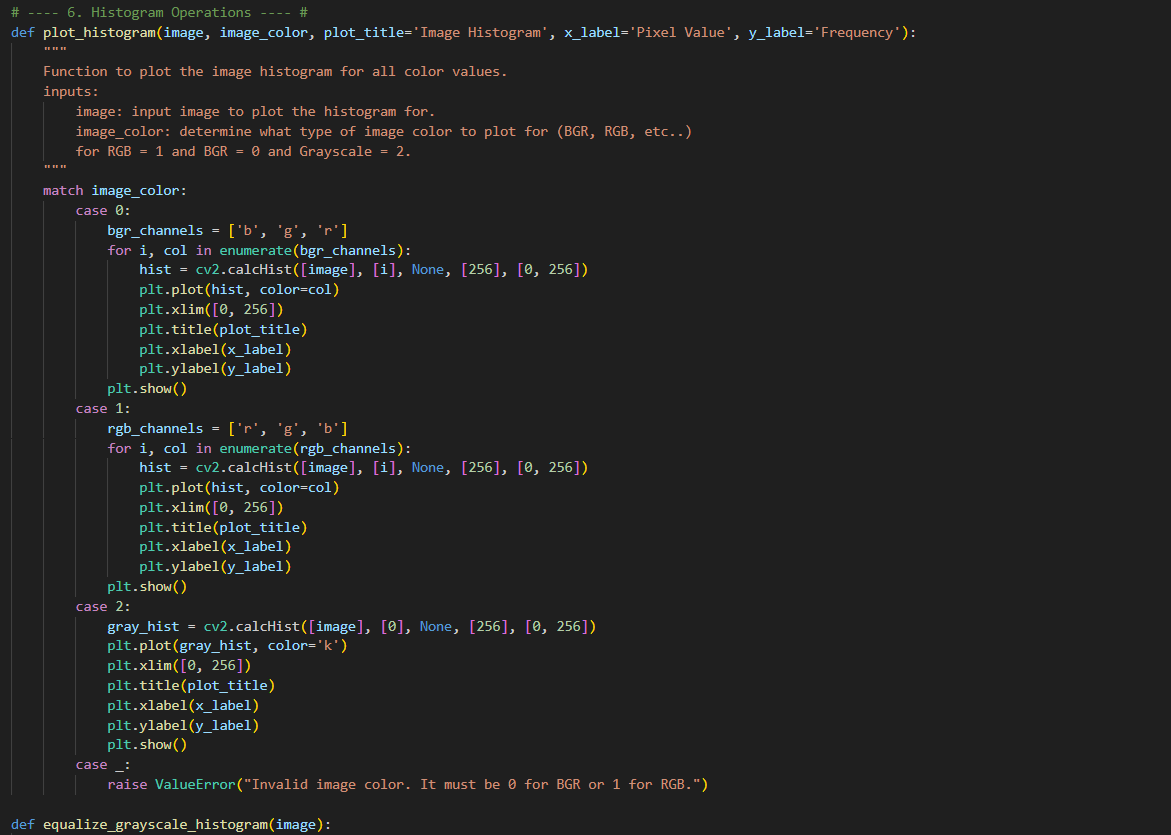 # ---- 6. Histogram Operations ---- #
def plot_histogram(image, image_color, plot_title='Image Histogram', x_label='Pixel Value', y_label='Frequency'):
    """
    Function to plot the image histogram for all color values.
    inputs:
        image: input image to plot the histogram for.
        image_color: determine what type of image color to plot for (BGR, RGB, etc..)
        for RGB = 1 and BGR = 0 and Grayscale = 2.
    """
    match image_color:
        case 0:
            bgr_channels = ['b', 'g', 'r']
            for i, col in enumerate(bgr_channels):
                hist = cv2.calcHist([image], [i], None, [256], [0, 256])
                plt.plot(hist, color=col)
                plt.xlim([0, 256])
                plt.title(plot_title)
                plt.xlabel(x_label)
                plt.ylabel(y_label)
            plt.show()
        case 1:
            rgb_channels = ['r', 'g', 'b']
            for i, col in enumerate(rgb_channels):
                hist = cv2.calcHist([image], [i], None, [256], [0, 256])
                plt.plot(hist, color=col)
                plt.xlim([0, 256])
                plt.title(plot_title)
                plt.xlabel(x_label)
                plt.ylabel(y_label)
            plt.show()
        case 2:
            gray_hist = cv2.calcHist([image], [0], None, [256], [0, 256])
            plt.plot(gray_hist, color='k')
            plt.xlim([0, 256])
            plt.title(plot_title)
            plt.xlabel(x_label)
            plt.ylabel(y_label)
            plt.show()
        case _:
            raise ValueError("Invalid image color. It must be 0 for BGR or 1 for RGB.")
def equalize_grayscale_histogram(image):